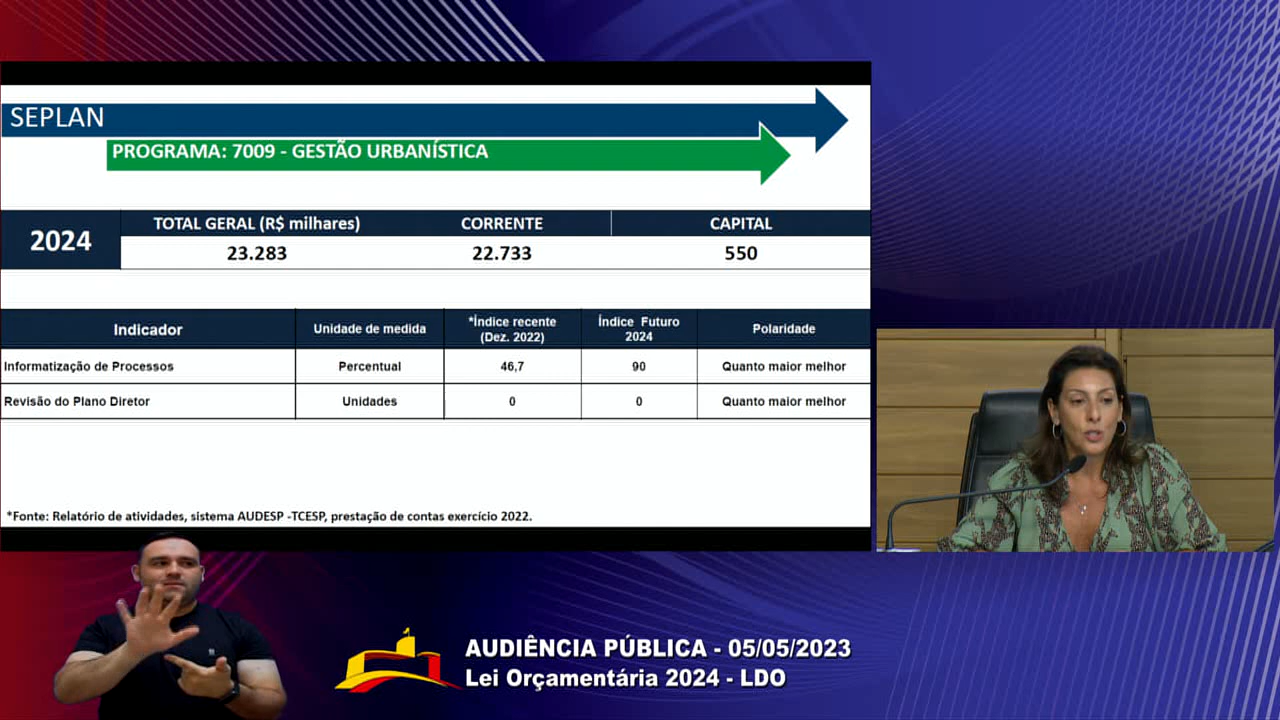 SEPLAN
PROGRAMA: 7009 - GESTÃO URBANÍSTICA
2024
TOTAL GERAL (R$ milhares) CORRENTE CAPITAL
23.283 22.733 550
Indicador Unidade de medida *Índice recente (Dez. 2022) Índice Futuro 2024 Polaridade
Informatização de Processos Percentual 46,7 90 Quanto maior melhor
Revisão do Plano Diretor Unidades 0 0 Quanto maior melhor
*Fonte: Relatório de atividades, sistema AUDESP -TCESP, prestação de contas exercício 2022.
AUDIÊNCIA PÚBLICA - 05/05/2023
Lei Orçamentária 2024 - LDO